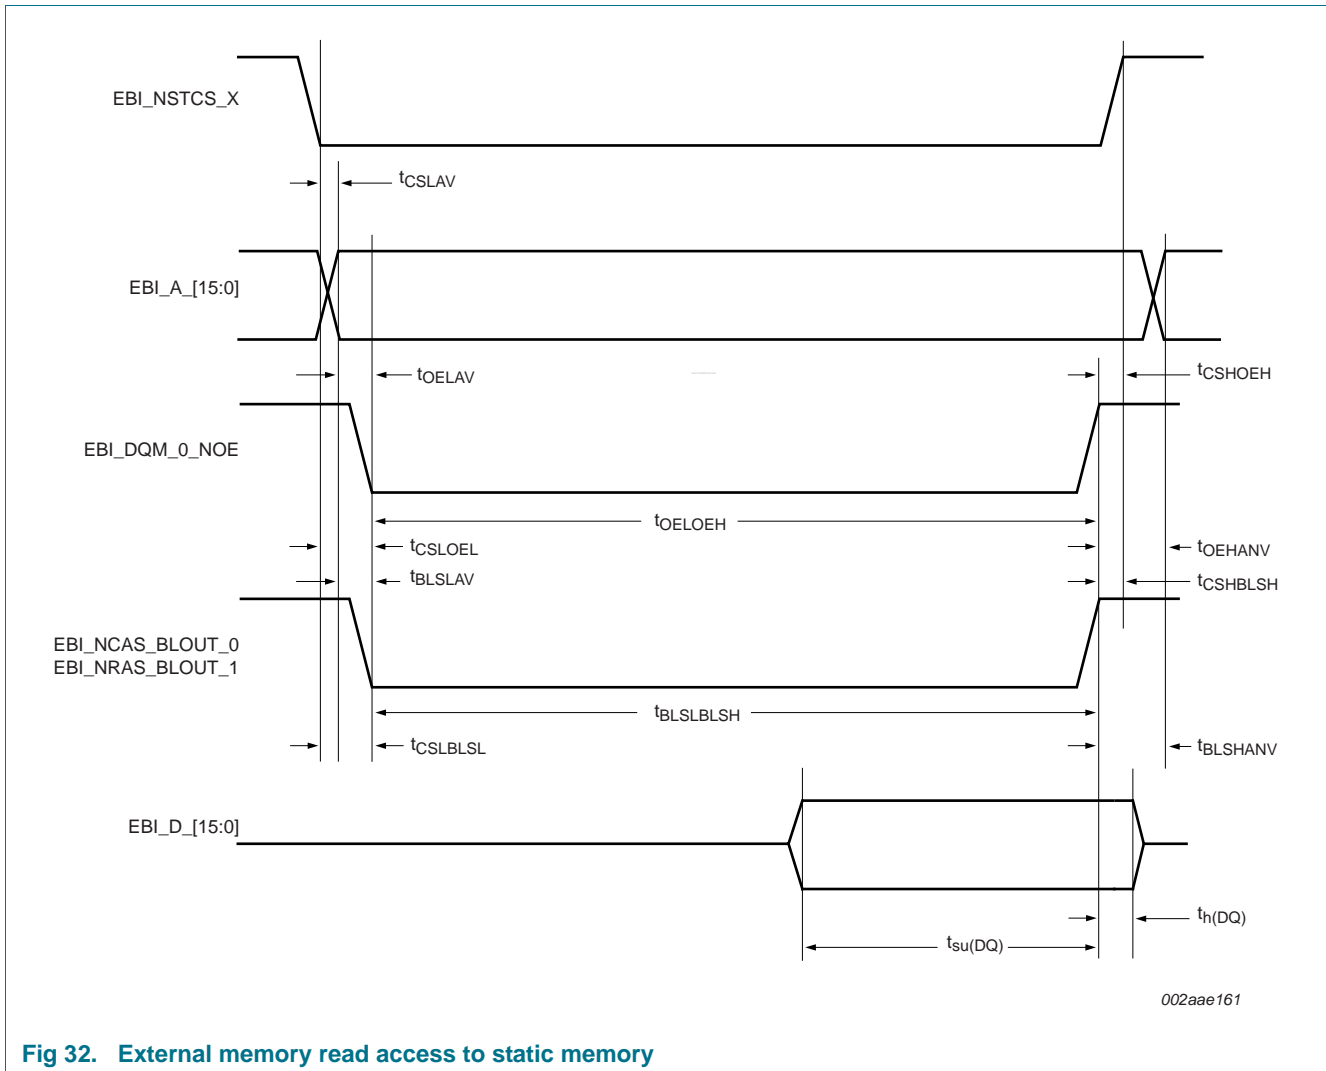 EBI_NSTCS_X
tCSLAV
EBI_A_[15:0]
tOELAV
tCSHOEH
EBI_DQM_0_NOE
tOELOEH
tCSLOEL
tOEHANV
tBLSLAV
tCSHBLSH
EBI_NCAS_BLOUT_0
EBI_NRAS_BLOUT_1
tBLSLBLSH
tCSLBLSL
tBLSHANV
EBI_D_[15:0]
th(DQ)
tsu(DQ)
002aae161
Fig 32. External memory read access to static memory